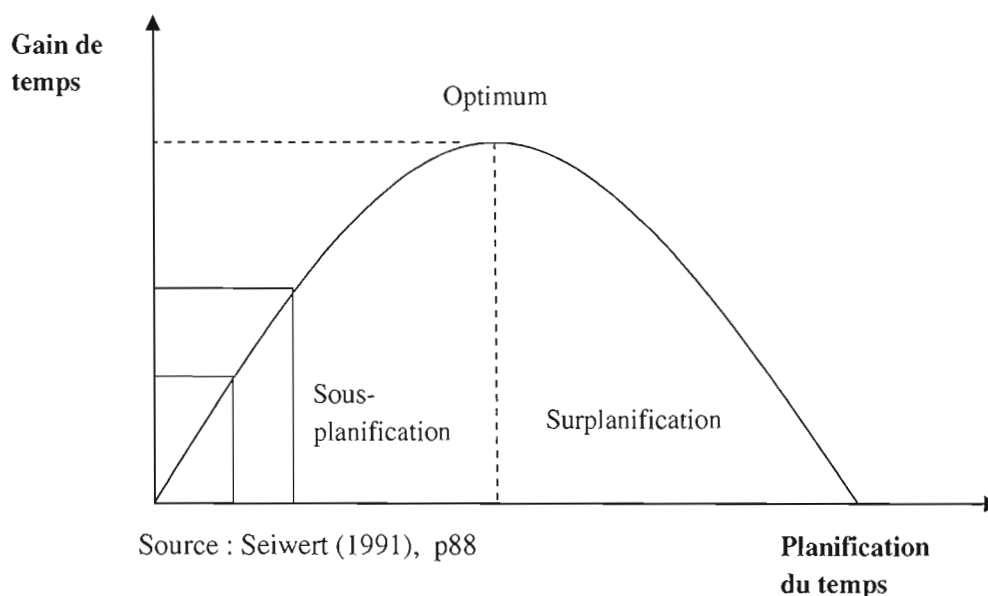 Gain de
temps
Optimum
Sous-
planification
Surplanification
Source : Seiwert (1991), p88
Planification
du temps